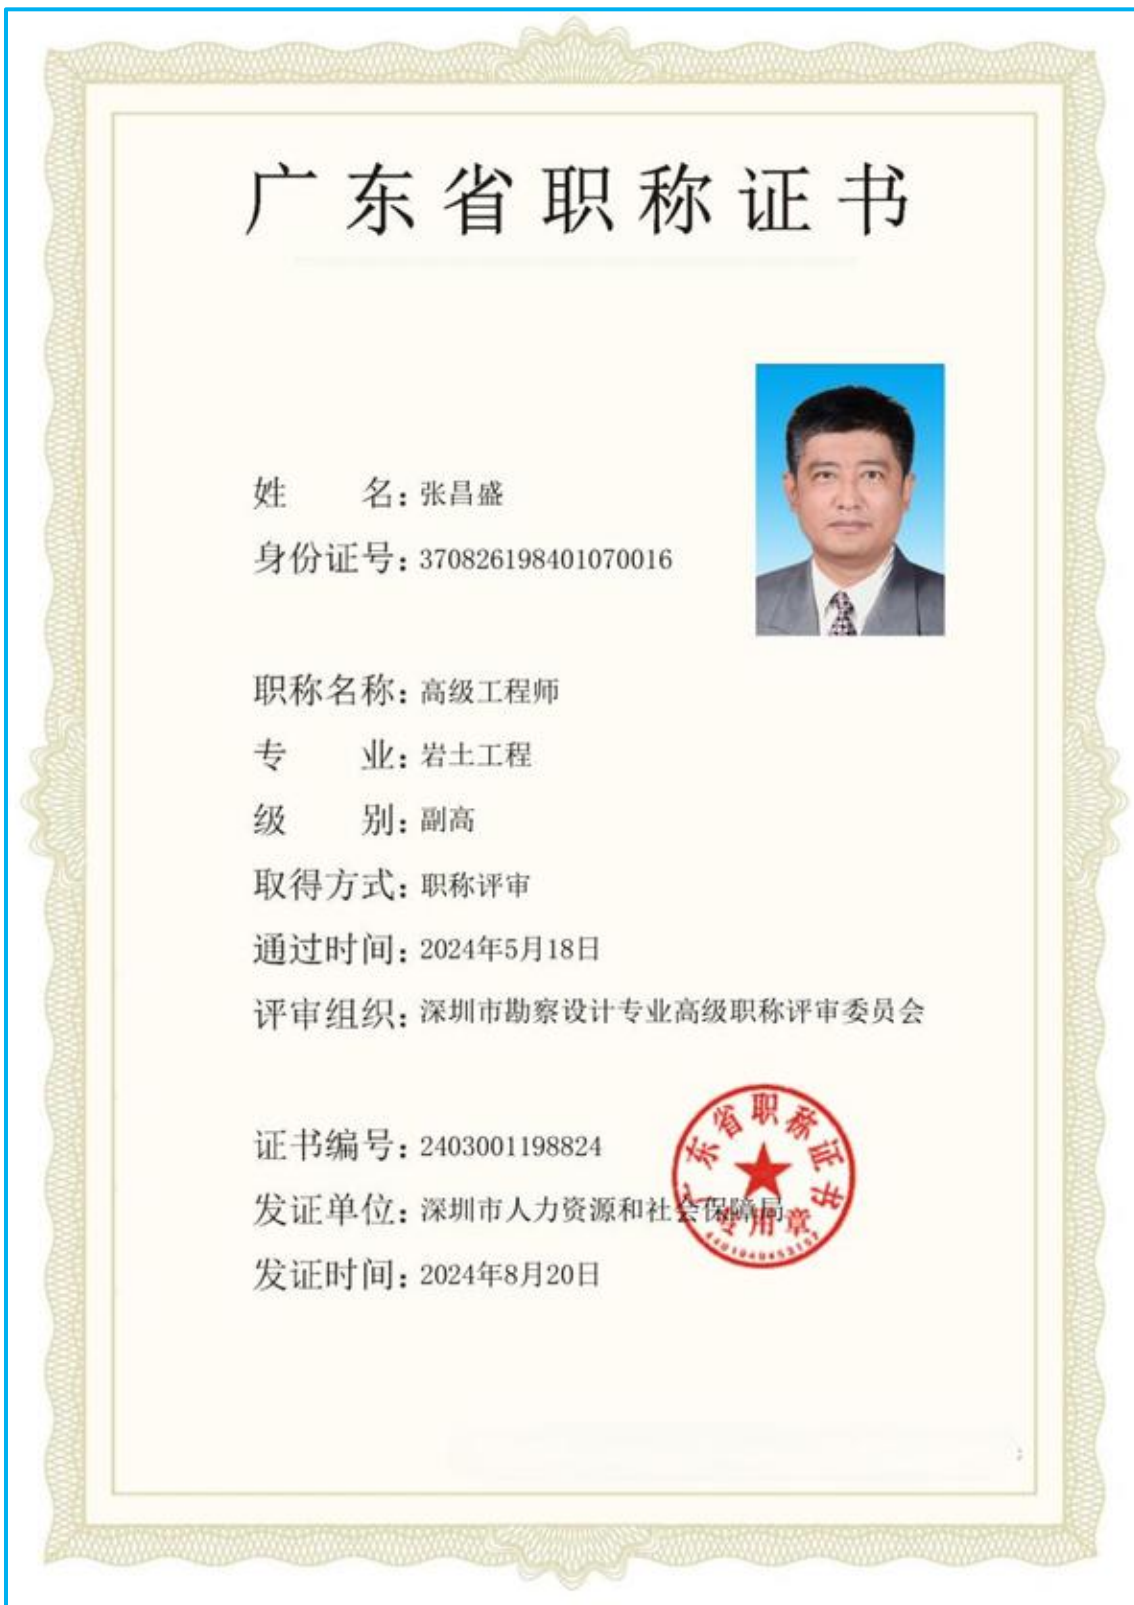 广东省职称证书
姓 名：张昌盛
身份证号：370826198401070016
职称名称：高级工程师
专 业：岩土工程
级 别：副高
取得方式：职称评审
通过时间：2024年5月18日
评审组织：深圳市勘察设计专业高级职称评审委员会
证书编号：2403001198824
发证单位：深圳市人力资源和社会保障局
发证时间：2024年8月20日
广东省职称证书
专用章